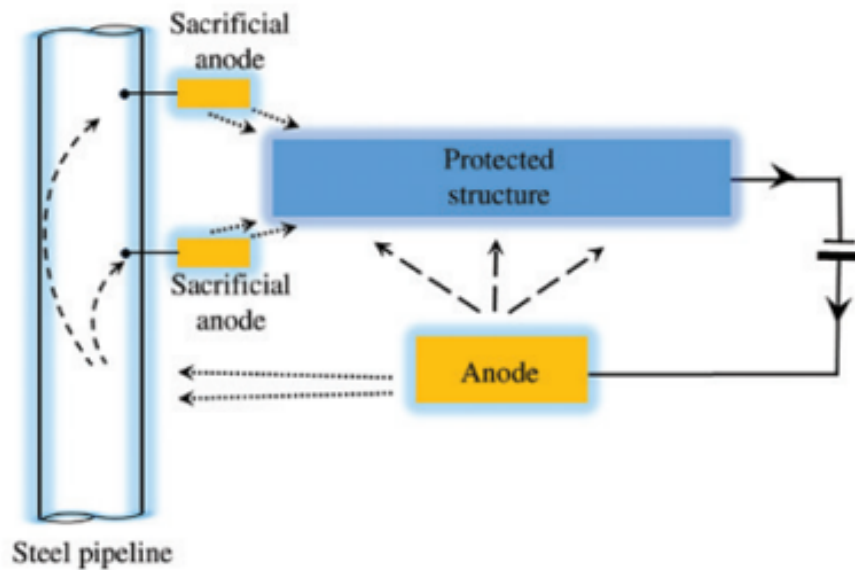 Sacrificial
anode
Protected
structure
Sacrificial
anode
Anode
Steel pipeline